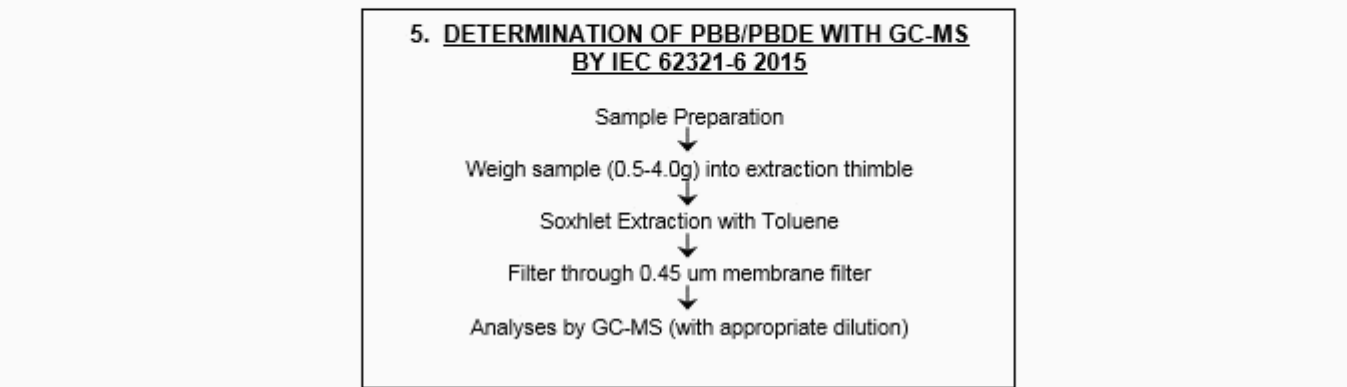 5. DETERMINATION OF PBB/PBDE WITH GC-MS
BY IEC 62321-6 2015
Sample Preparation
Weigh sample (0.5-4.0g) into extraction thimble
Soxhlet Extraction with Toluene
Filter through 0.45 um membrane filter
Analyses by GC-MS (with appropriate dilution)